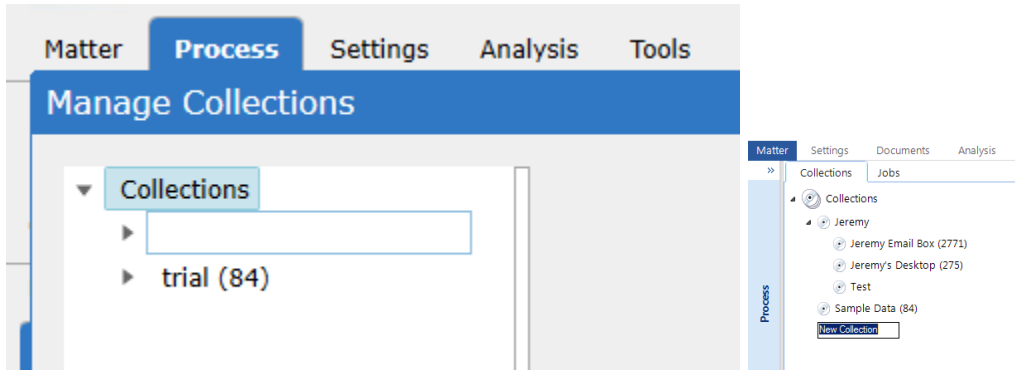 Matter Process Settings Analysis Tools
Manage Collections
Collections
trial (84)
Matter Settings Documents Analysis
» Collections Jobs
Collections
Jeremy
Jeremy Email Box (2771)
Jeremy's Desktop (275)
Test
Sample Data (84)
New Collection
Process